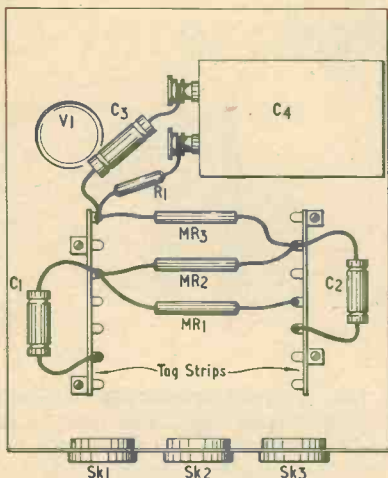 C3
V1
C4
R1
MR3
C1
MR2
C2
MR1
Tag Strips
Sk1
Sk2
Sk3